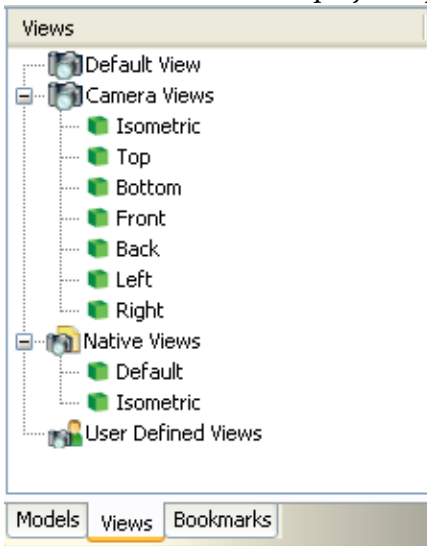 Views
Default View
Camera Views
Isometric
Top
Bottom
Front
Back
Left
Right
Native Views
Default
Isometric
User Defined Views
Models Views Bookmarks